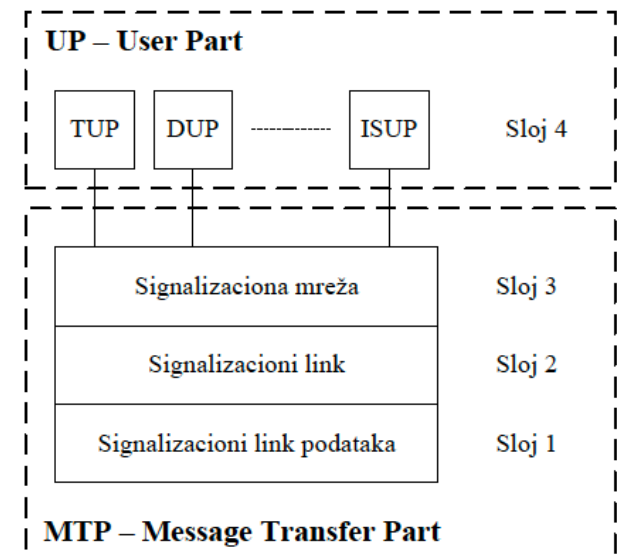 UP – User Part
TUP DUP ISUP Sloj 4
Signalizaciona mreža Sloj 3
Signalizacioni link Sloj 2
Signalizacioni link podataka Sloj 1
MTP – Message Transfer Part